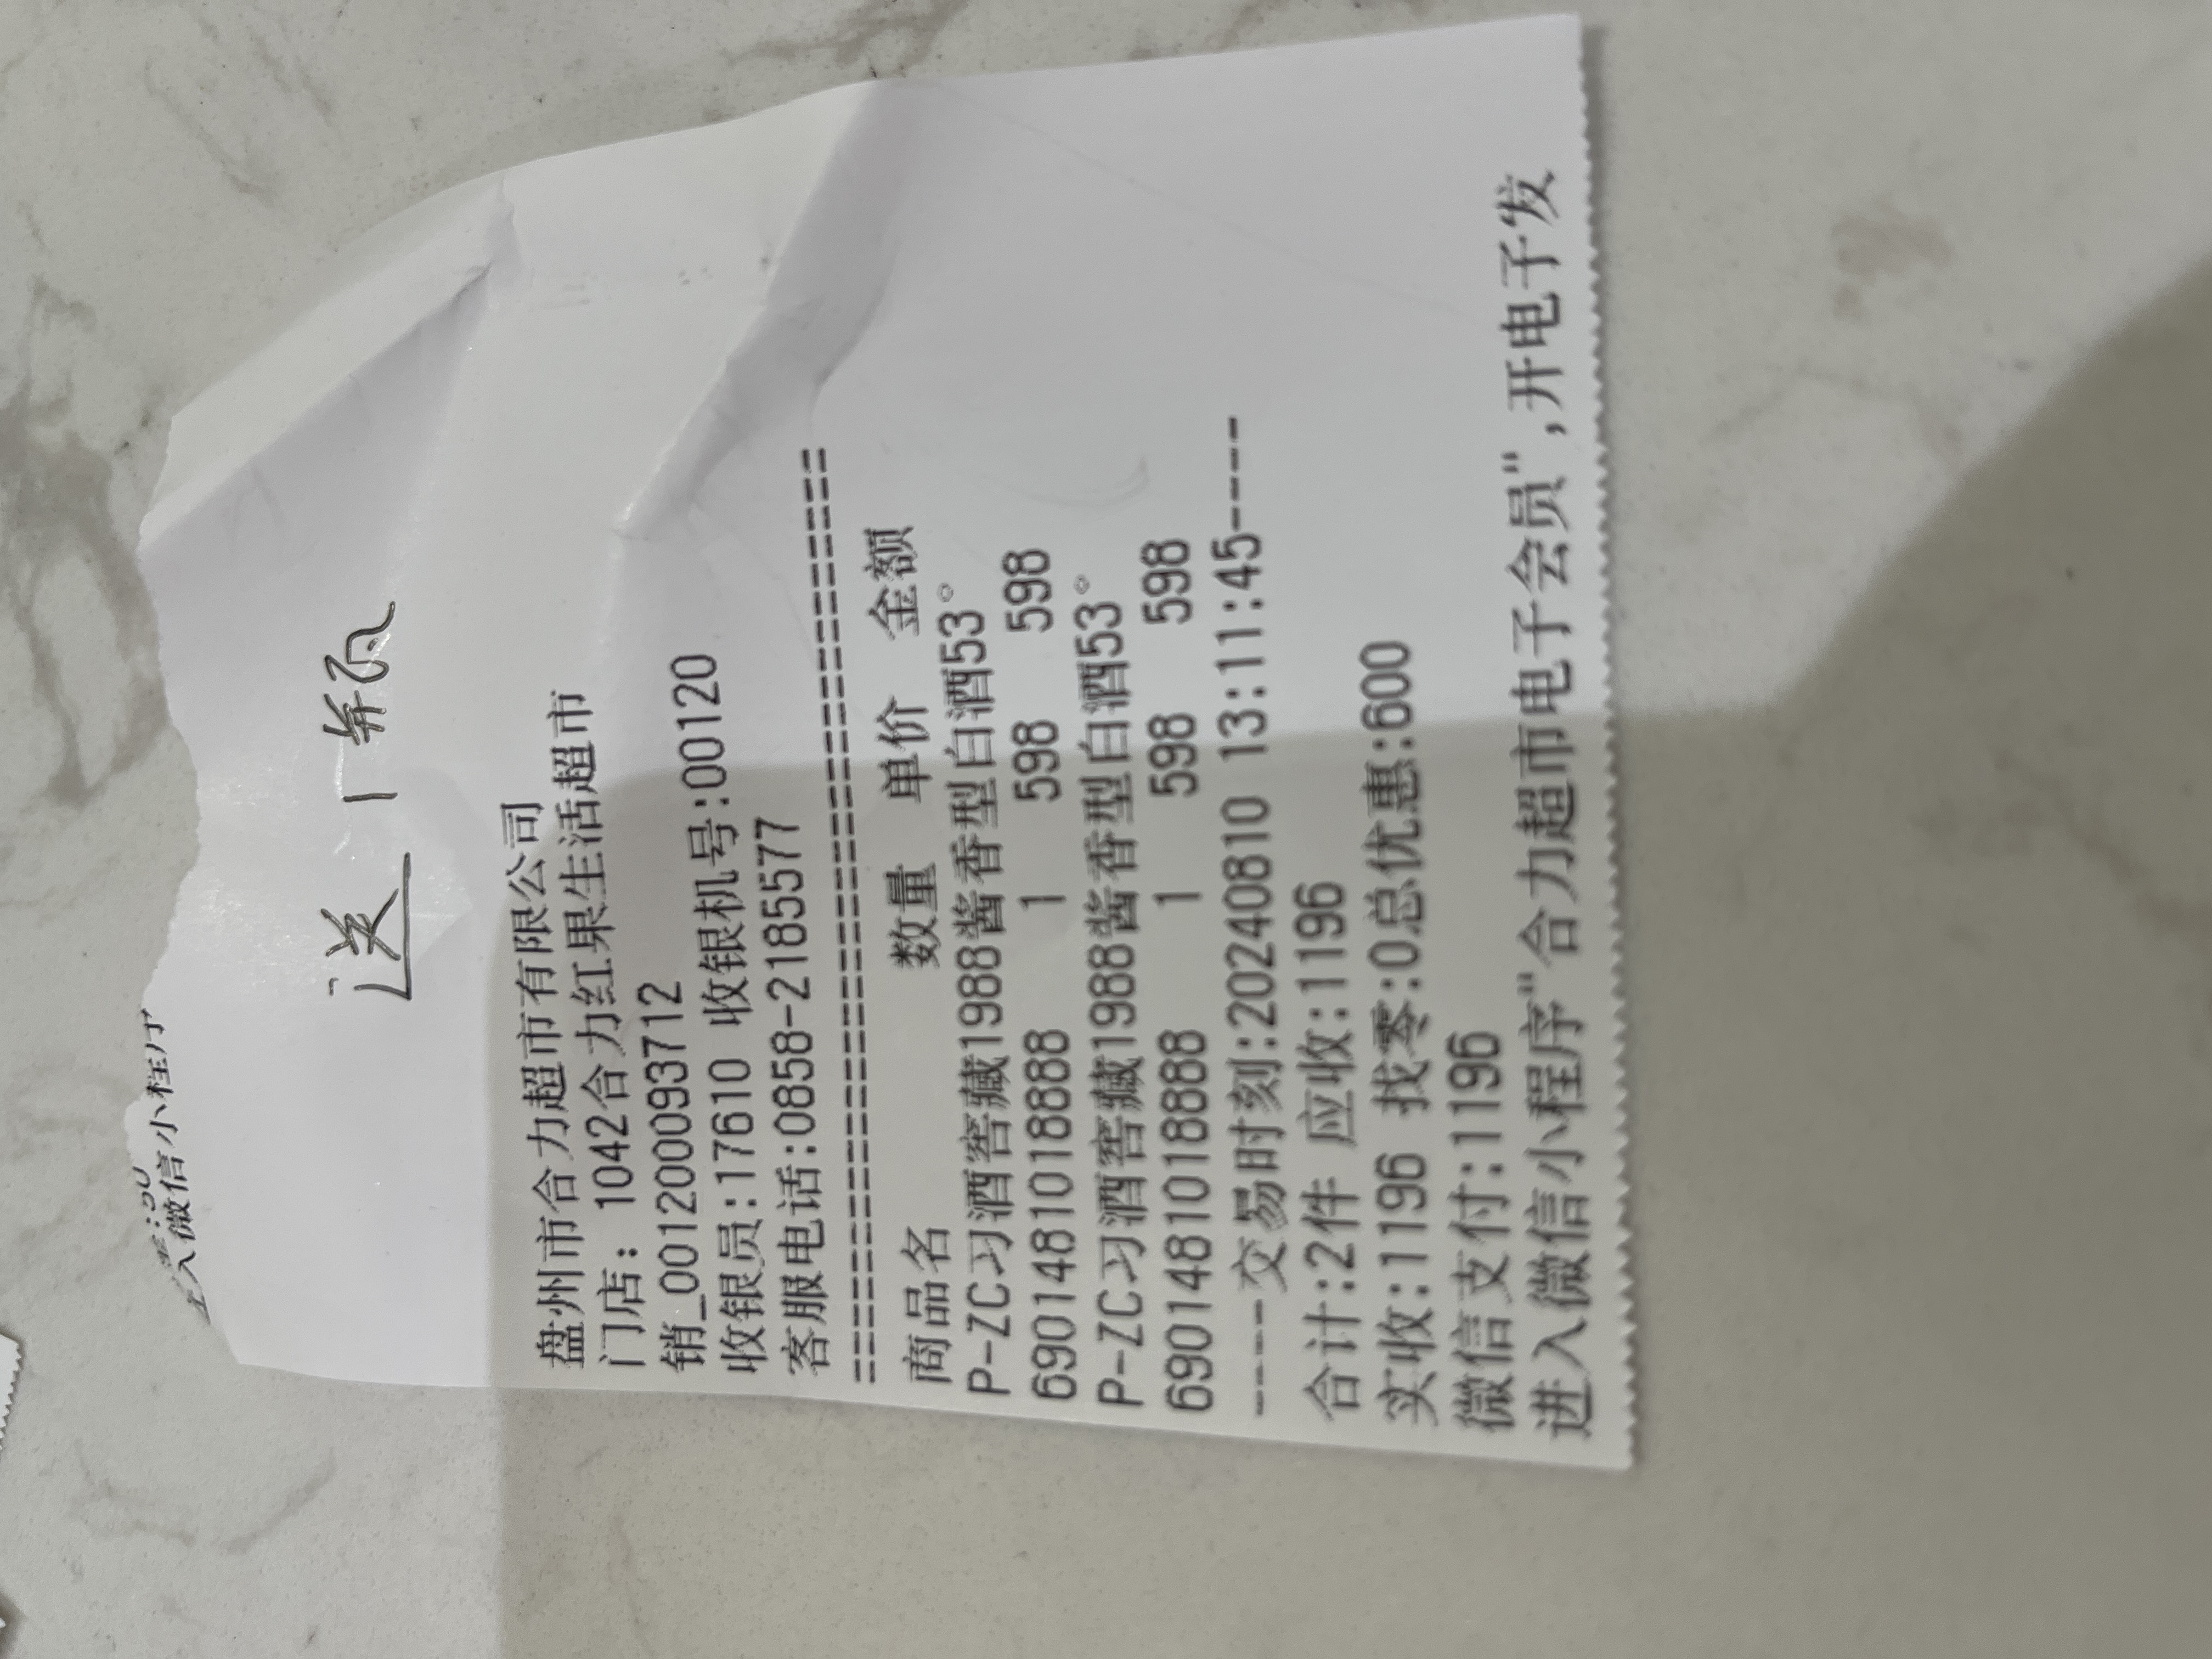 入微信小程序
送1瓶
盘州市合力超市有限公司
门店: 1042合力红果生活超市
销_00120000093712
收银员:17610 收银机号:00120
客服电话:0858-2185577
================================
商品名 数量 单价 金额
P-ZC习酒窖藏1988酱香型白酒53°
6901481018888 1 598 598
P-ZC习酒窖藏1988酱香型白酒53°
6901481018888 1 598 598
----交易时刻:20240810 13:11:45----
合计:2件 应收:1196
实收:1196 找零:0总优惠:600
微信支付:1196
进入微信小程序"合力超市电子会员",开电子发